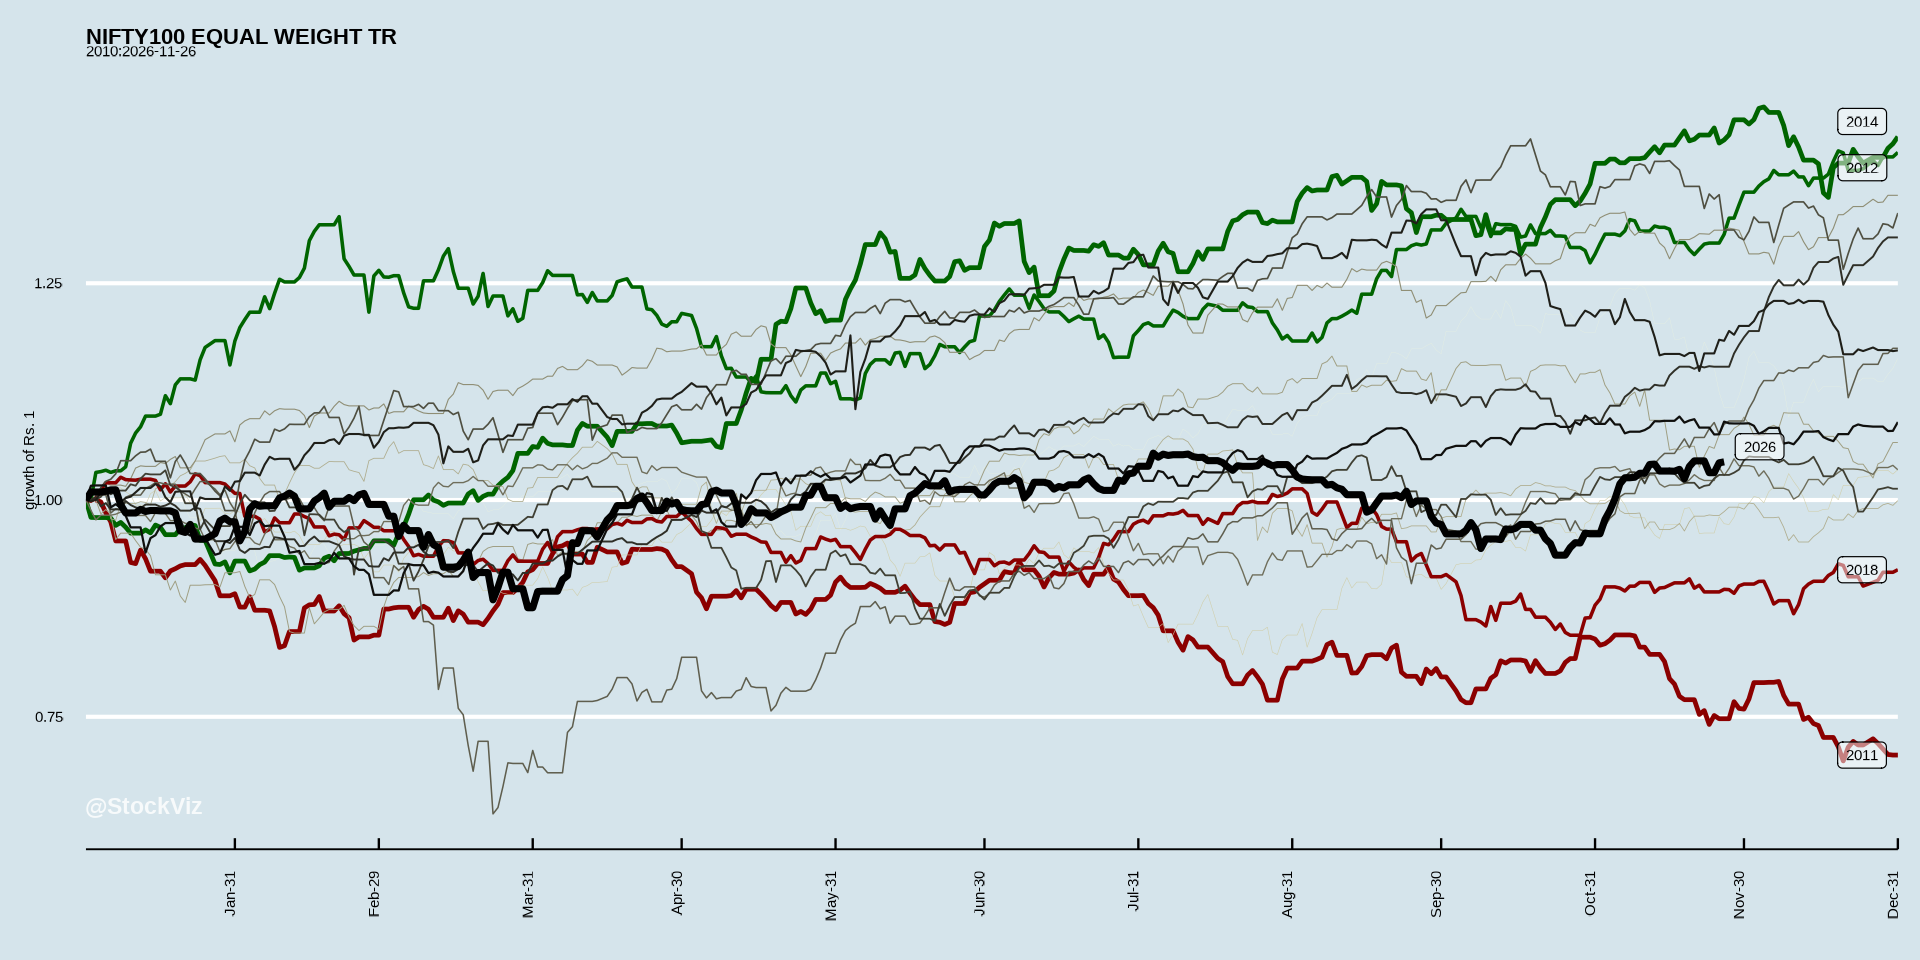 NIFTY100 EQUAL WEIGHT TR
2010:2026-11-26
growth of Rs. 1
1.25
1.00
0.75
2014
2012
2026
2018
2011
@StockViz
Jan-31
Feb-29
Mar-31
Apr-30
May-31
Jun-30
Jul-31
Aug-31
Sep-30
Oct-31
Nov-30
Dec-31